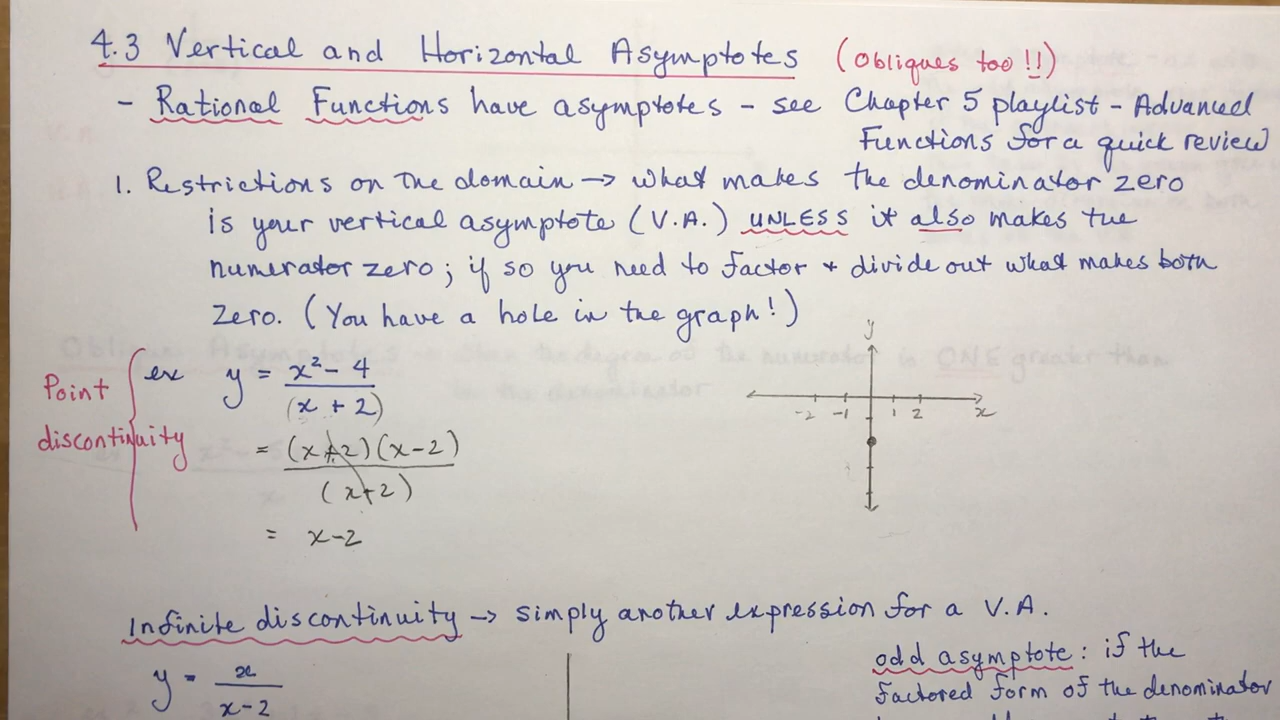 4.3 Vertical and Horizontal Asymptotes (Obliques too!!)
- Rational Functions have asymptotes - see Chapter 5 playlist - Advanced
Functions for a quick review
1. Restrictions on the domain → what makes the denominator zero
is your vertical asymptote (V.A.) UNLESS it also makes the
numerator zero; if so you need to factor + divide out what makes both
zero. (You have a hole in the graph!)
Point
discontinuity
ex y = x² - 4 / (x + 2)
= (x+2)(x-2) / (x+2)
= x-2
y
-2 -1 1 2 x
Infinite discontinuity → simply another expression for a V.A.
y = x / x-2
odd asymptote: if the
factored form of the denominator